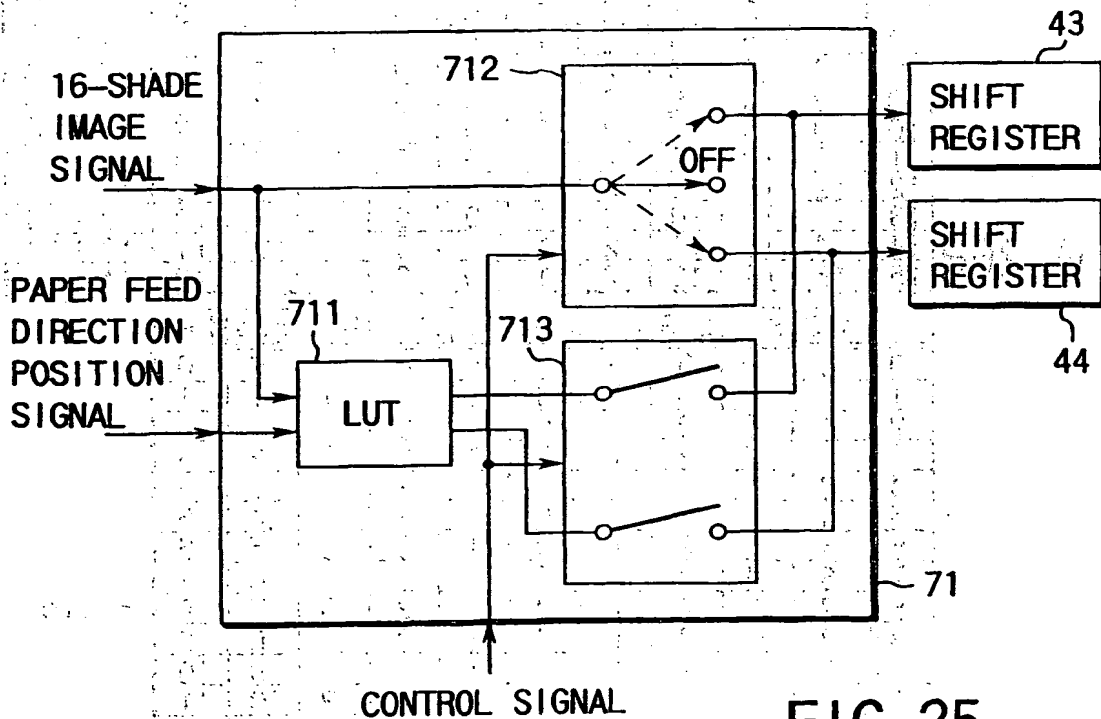 43
712
16-SHADE
IMAGE
SIGNAL
SHIFT
REGISTER
OFF
SHIFT
REGISTER
PAPER FEED
DIRECTION
POSITION
SIGNAL
711
713
44
LUT
71
CONTROL SIGNAL
FIG. 25